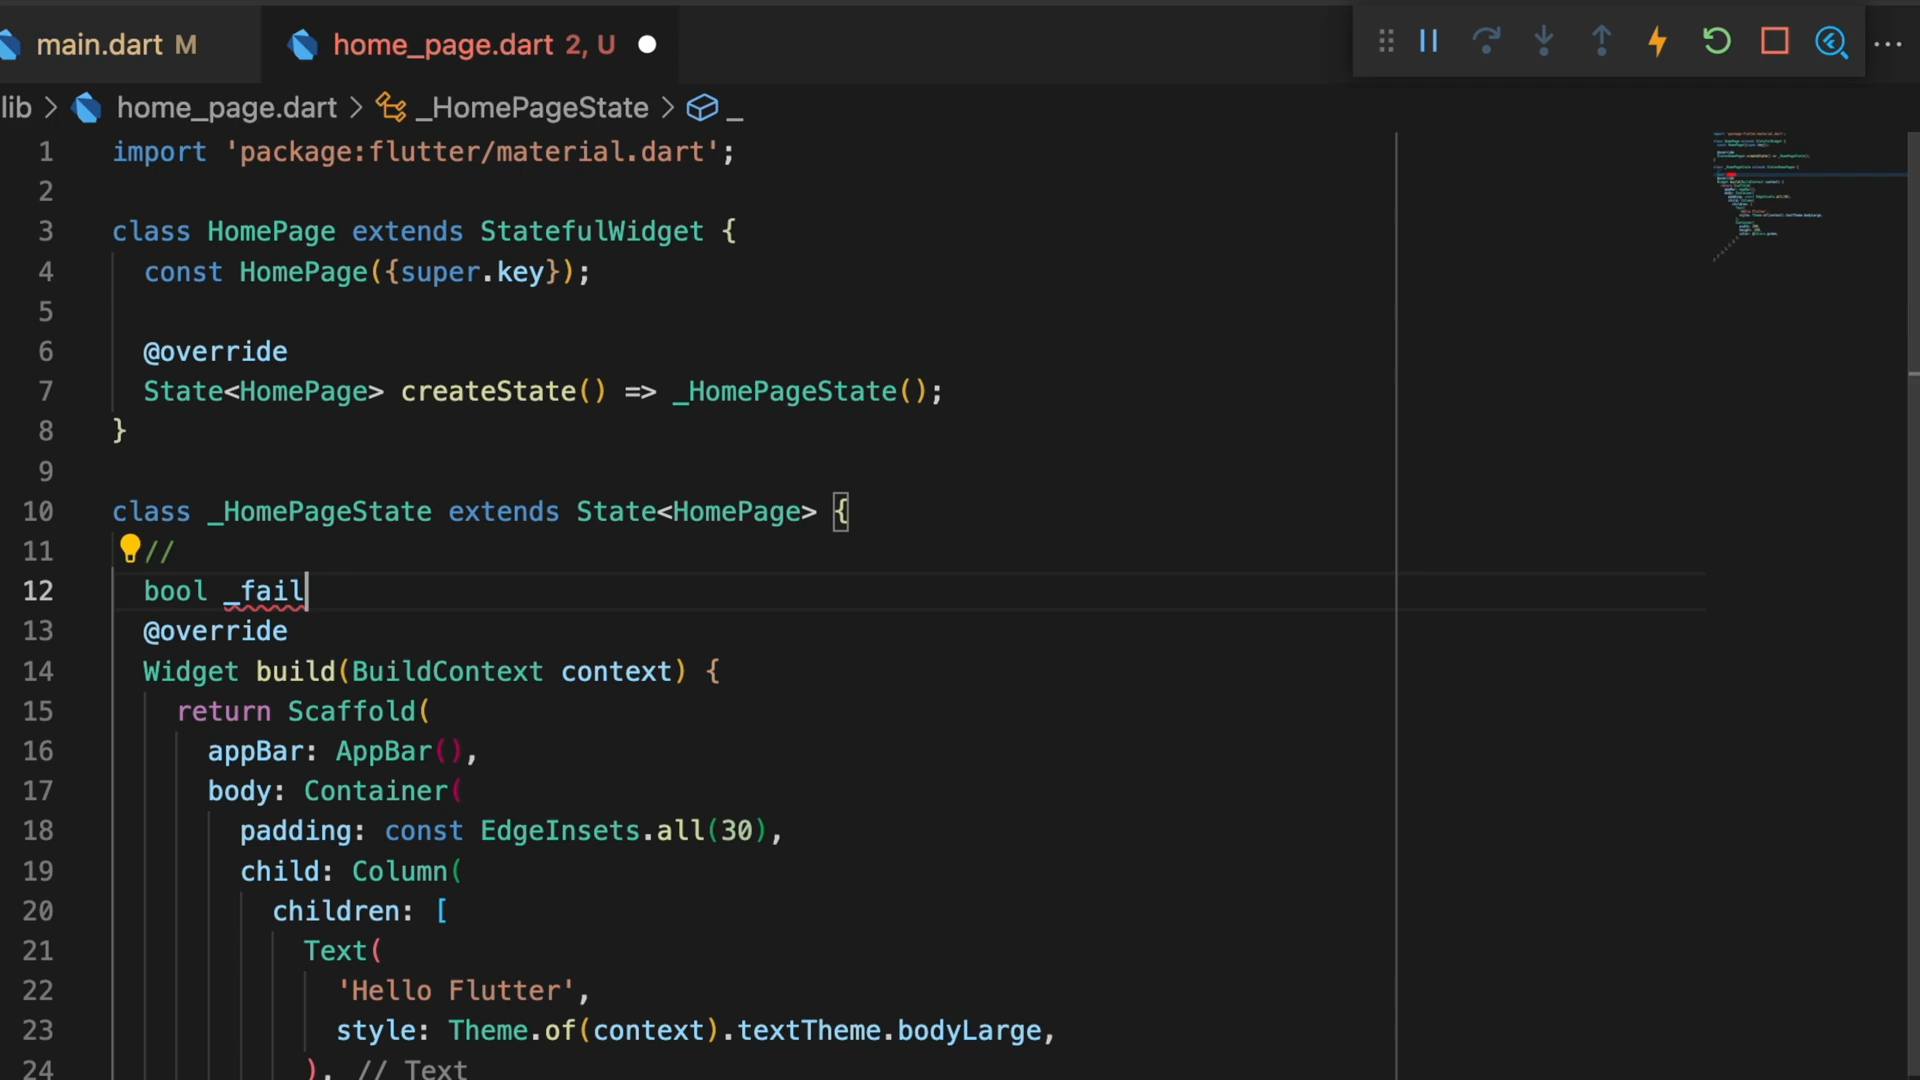 main.dart M
home_page.dart 2, U
lib > home_page.dart > _HomePageState > _
1 import 'package:flutter/material.dart';
2
3 class HomePage extends StatefulWidget {
4 const HomePage({super.key});
5
6 @override
7 State<HomePage> createState() => _HomePageState();
8 }
9
10 class _HomePageState extends State<HomePage> {
11 //
12 bool _fail
13 @override
14 Widget build(BuildContext context) {
15 return Scaffold(
16 appBar: AppBar(),
17 body: Container(
18 padding: const EdgeInsets.all(30),
19 child: Column(
20 children: [
21 Text(
22 'Hello Flutter',
23 style: Theme.of(context).textTheme.bodyLarge,
24 ), // Text